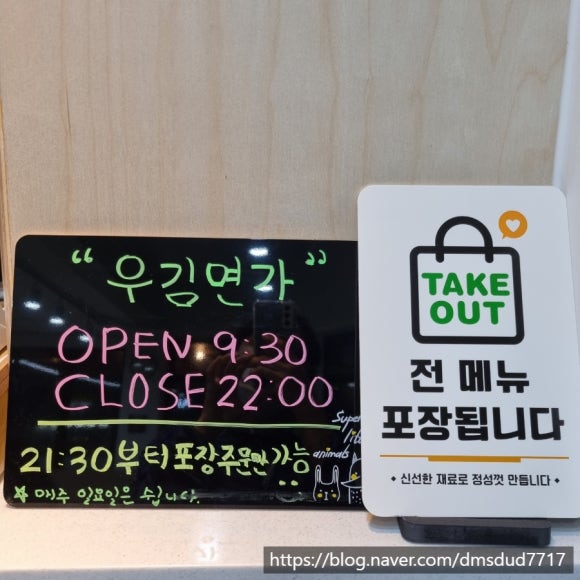 "우김면가"
OPEN 9:30
CLOSE 22:00
21:30부터 포장주문만 가능
☆ 매주 일요일은 쉽니다.
Super
animals
TAKE
OUT
전 메뉴
포장됩니다
• 신선한 재료로 정성껏 만듭니다 •
https://blog.naver.com/dmsdud7717